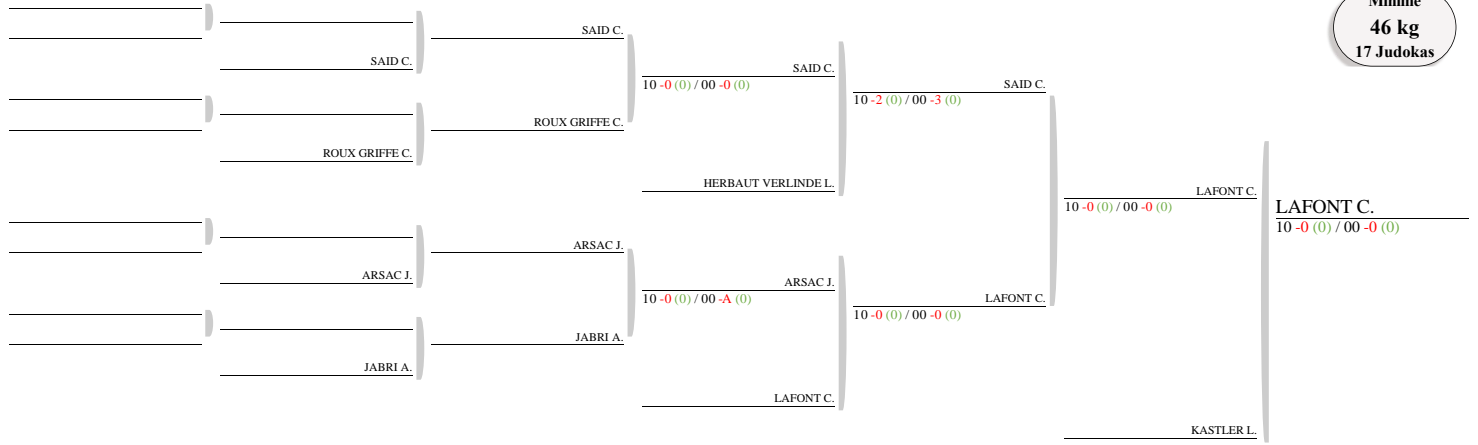 Minime
46 kg
17 Judokas
SAID C.
SAID C.
ROUX GRIFFE C.
ROUX GRIFFE C.
ARSAC J.
ARSAC J.
JABRI A.
JABRI A.
SAID C.
10 -0 (0) / 00 -0 (0)
HERBAUT VERLINDE L.
ARSAC J.
10 -0 (0) / 00 -A (0)
LAFONT C.
SAID C.
10 -2 (0) / 00 -3 (0)
LAFONT C.
10 -0 (0) / 00 -0 (0)
LAFONT C.
10 -0 (0) / 00 -0 (0)
KASTLER L.
LAFONT C.
10 -0 (0) / 00 -0 (0)